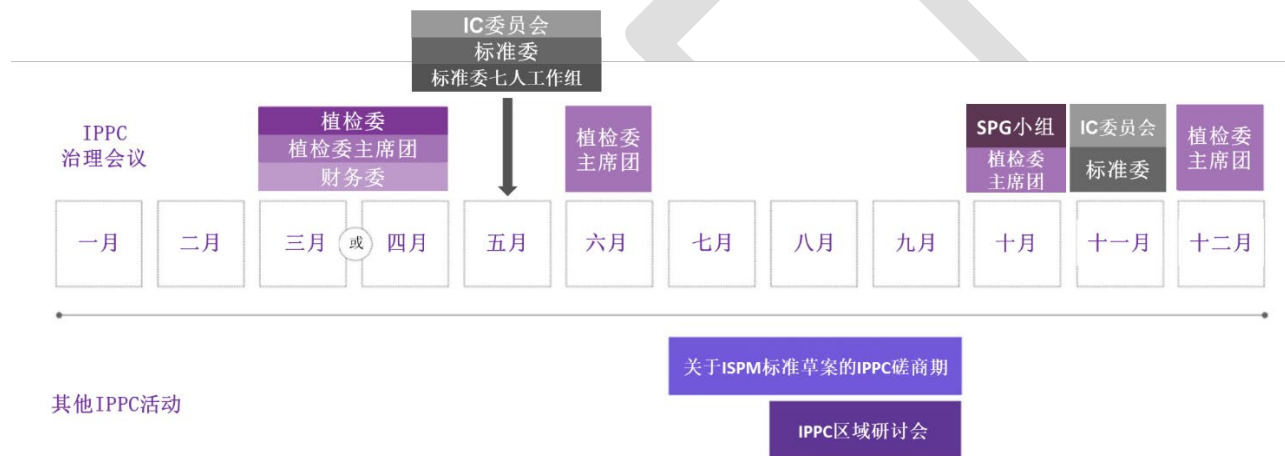 IC委员会
标准委
标准委七人工作组
IPPC
治理会议
植检委
植检委主席团
财务委
植检委
主席团
SPG小组
植检委
主席团
IC委员会
标准委
植检委
主席团
一月
二月
三月
或
四月
五月
六月
七月
八月
九月
十月
十一月
十二月
关于ISPM标准草案的IPPC磋商期
其他IPPC活动
IPPC区域研讨会